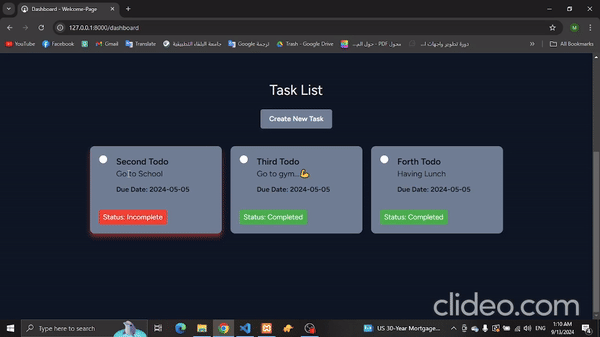 Dashboard - Welcome-Page
127.0.0.1:8000/dashboard
YouTube
Facebook
Gmail
Translate
جامعة البلقاء التطبيقية
ترجمة Google
Trash - Google Drive
محول PDF - حول الم...
دورة تطوير واجهات ا...
All Bookmarks
Task List
Create New Task
Second Todo
Go to School
Due Date: 2024-05-05
Status: Incomplete
Third Todo
Go to gym..💪
Due Date: 2024-05-05
Status: Completed
Forth Todo
Having Lunch
Due Date: 2024-05-05
Status: Completed
clideo.com
Type here to search
US 30-Year Mortgage...
ENG
1:10 AM
9/13/2024